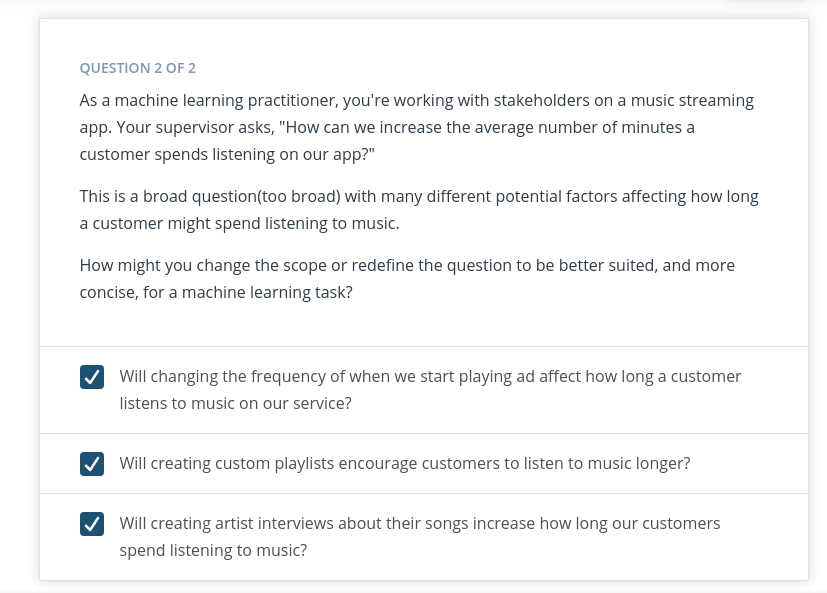 QUESTION 2 OF 2
As a machine learning practitioner, you're working with stakeholders on a music streaming
app. Your supervisor asks, "How can we increase the average number of minutes a
customer spends listening on our app?"
This is a broad question(too broad) with many different potential factors affecting how long
a customer might spend listening to music.
How might you change the scope or redefine the question to be better suited, and more
concise, for a machine learning task?
Will changing the frequency of when we start playing ad affect how long a customer
listens to music on our service?
Will creating custom playlists encourage customers to listen to music longer?
Will creating artist interviews about their songs increase how long our customers
spend listening to music?